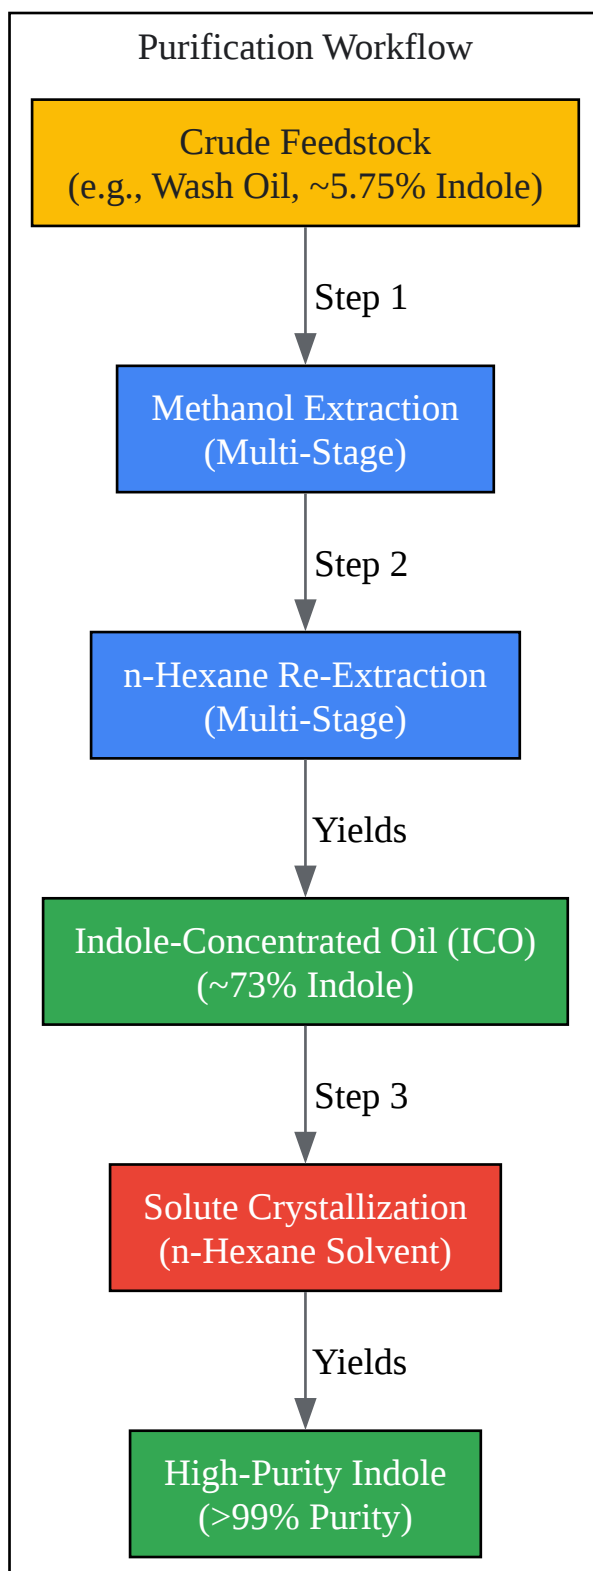 Purification Workflow
Crude Feedstock
(e.g., Wash Oil, ~5.75% Indole)
Step 1
Methanol Extraction
(Multi-Stage)
Step 2
n-Hexane Re-Extraction
(Multi-Stage)
Yields
Indole-Concentrated Oil (ICO)
(~73% Indole)
Step 3
Solute Crystallization
(n-Hexane Solvent)
Yields
High-Purity Indole
(>99% Purity)